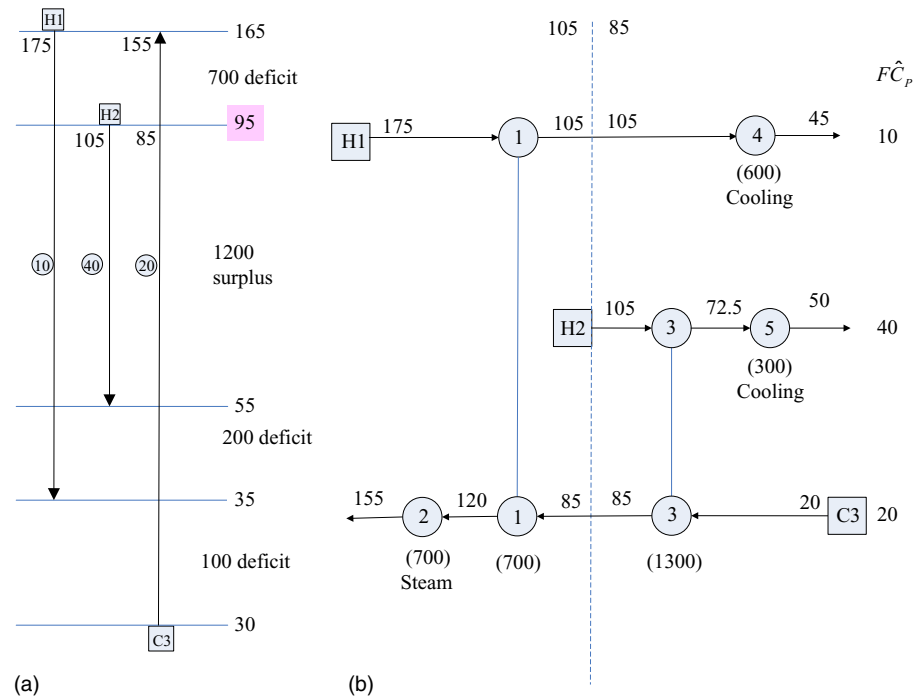 H1
175
155
165
700 deficit
H2
105
85
95
10
40
20
1200
surplus
55
200 deficit
35
100 deficit
30
C3
(a)
105 85
FĈP
H1
175
1
105
105
4
45
10
(600)
Cooling
H2
105
3
72.5
5
50
40
(300)
Cooling
155
2
120
1
85
85
3
20
C3
20
(700)
Steam
(700)
(1300)
(b)